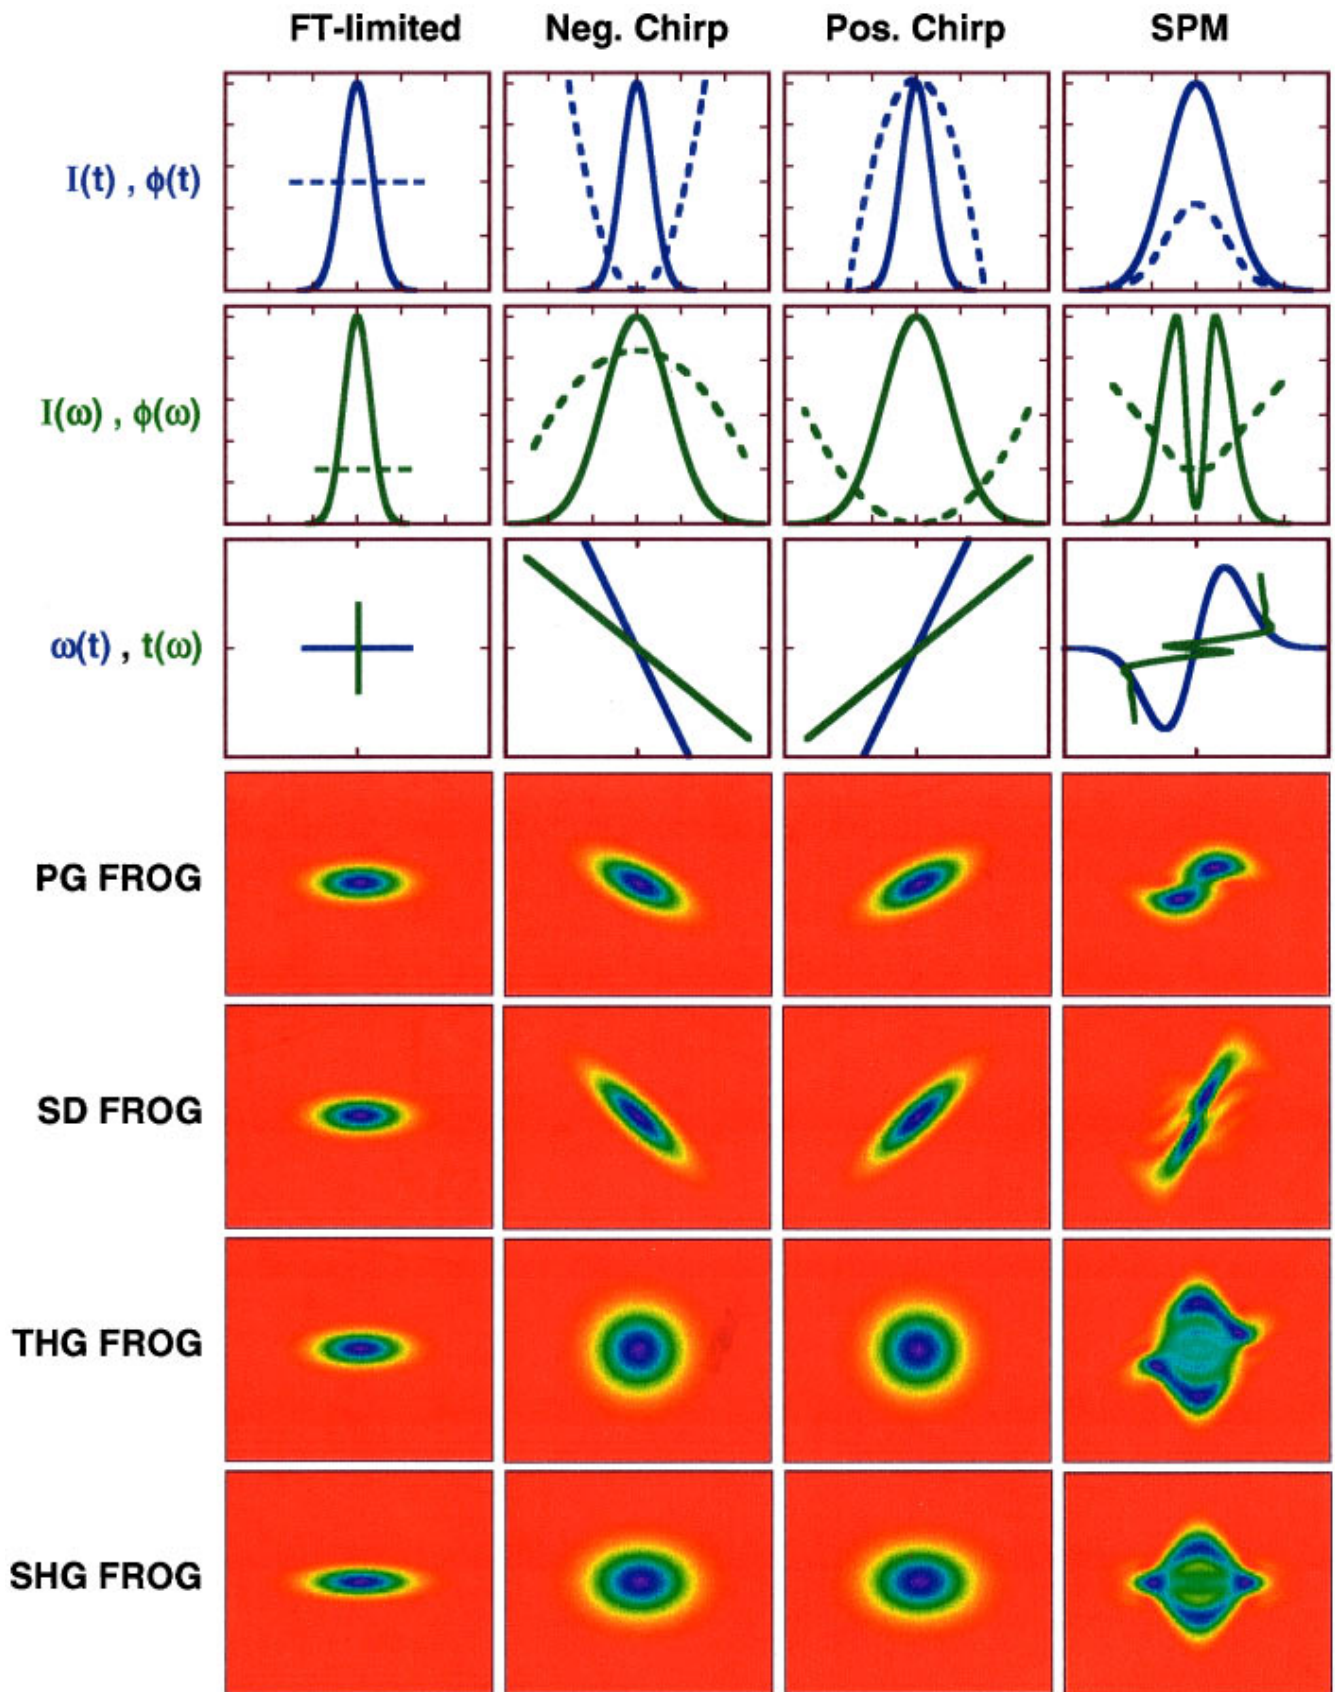 FT-limited Neg. Chirp Pos. Chirp SPM
I(t) , ϕ(t)
I(ω) , ϕ(ω)
ω(t) , t(ω)
PG FROG
SD FROG
THG FROG
SHG FROG